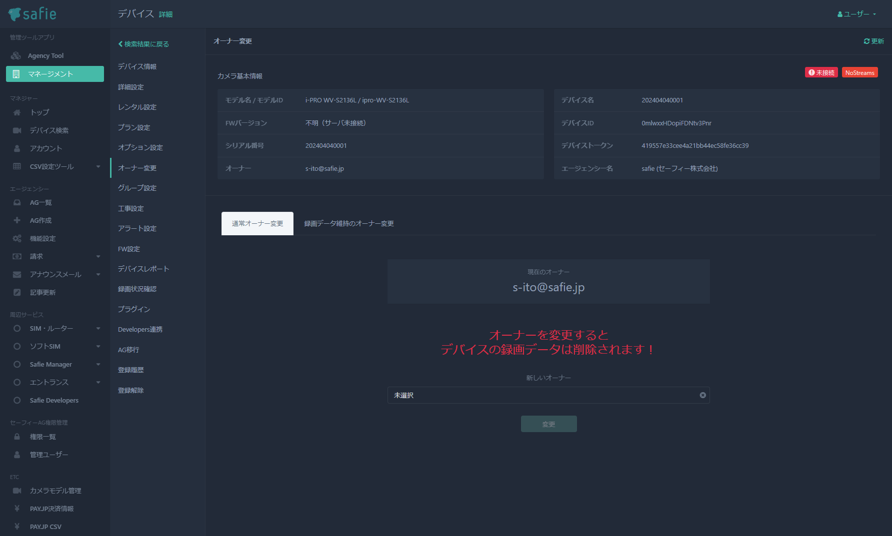 safie
デバイス 詳細
ユーザー
管理ツールアプリ
Agency Tool
マネージメント
マネジャー
トップ
デバイス検索
アカウント
CSV設定ツール
エージェンシー
AG一覧
AG作成
機能設定
請求
アナウンスメール
記事更新
周辺サービス
SIM・ルーター
ソフトSIM
Safie Manager
エントランス
Safie Developers
セーフィーAG権限管理
権限一覧
管理ユーザー
ETC
カメラモデル管理
PAY.JP決済情報
PAY.JP CSV
検索結果に戻る
デバイス情報
詳細設定
レンタル設定
プラン設定
オプション設定
オーナー変更
グループ設定
工事設定
アラート設定
FW設定
デバイスレポート
録画状況確認
プラグイン
Developers連携
AG移行
登録履歴
登録解除
オーナー変更
更新
カメラ基本情報
未接続 NoStreams
モデル名 / モデルID i-PRO WV-S2136L / ipro-WV-S2136L
FWバージョン 不明（サーバ未接続）
シリアル番号 202404040001
オーナー s-ito@safie.jp
デバイス名 202404040001
デバイスID
デバイストークン 419557e33cee4a21bb44ec58fe36cc39
エージェンシー名 safie (セーフィー株式会社)
通常オーナー変更 録画データ維持のオーナー変更
現在のオーナー
s-ito@safie.jp
オーナーを変更すると
デバイスの録画データは削除されます！
新しいオーナー
未選択
変更